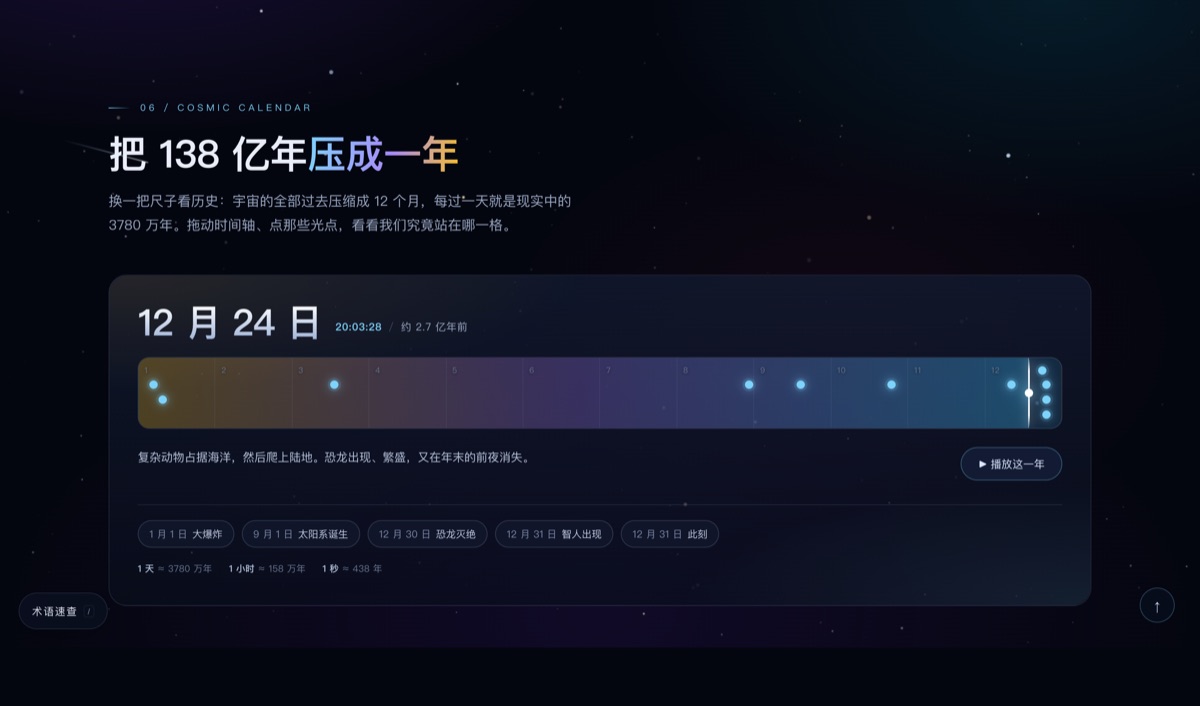 06 / COSMIC CALENDAR
把 138 亿年压成一年
换一把尺子看历史：宇宙的全部过去压缩成 12 个月，每过一天就是现实中的
3780 万年。拖动时间轴、点那些光点，看看我们究竟站在哪一格。
12 月 24 日 20:03:28 / 约 2.7 亿年前
1 2 3 4 5 6 7 8 9 10 11 12
复杂动物占据海洋，然后爬上陆地。恐龙出现、繁盛，又在年末的前夜消失。
▶ 播放这一年
1 月 1 日 大爆炸 9 月 1 日 太阳系诞生 12 月 30 日 恐龙灭绝 12 月 31 日 智人出现 12 月 31 日 此刻
1 天 ≈ 3780 万年 1 小时 ≈ 158 万年 1 秒 ≈ 438 年
术语速查 /
↑